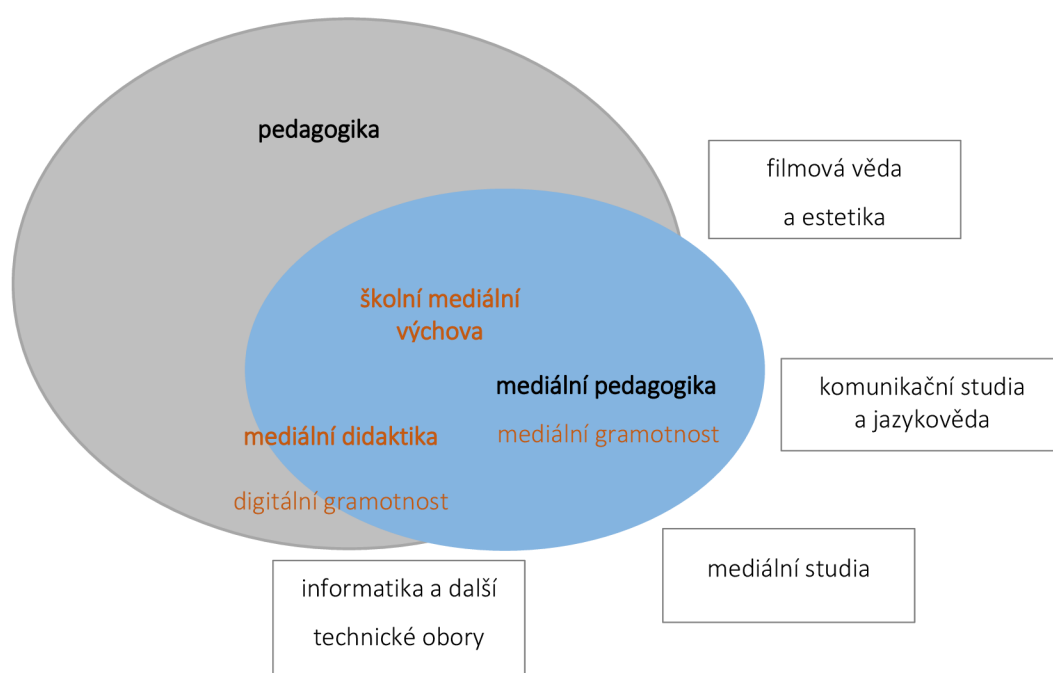 pedagogika
filmová věda
a estetika
školní mediální
výchova
mediální pedagogika
komunikační studia
a jazykověda
mediální didaktika
mediální gramotnost
digitální gramotnost
mediální studia
informatika a další
technické obory